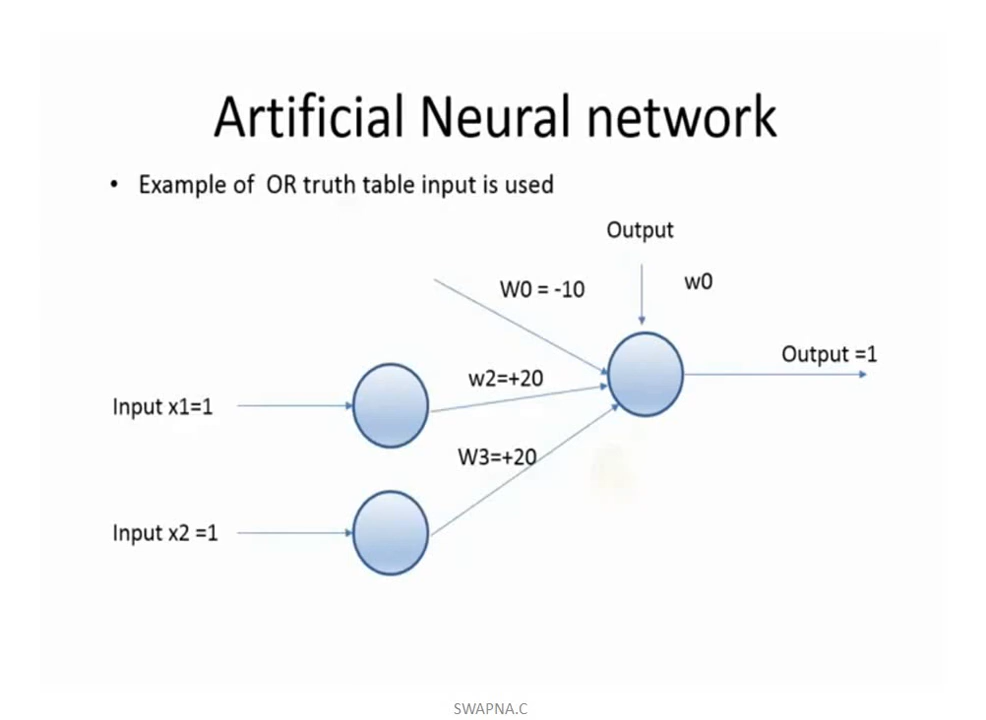 Artificial Neural network
• Example of OR truth table input is used
Output
W0 = -10
w0
Output =1
w2=+20
Input x1=1
W3=+20
Input x2 =1
SWAPNA.C